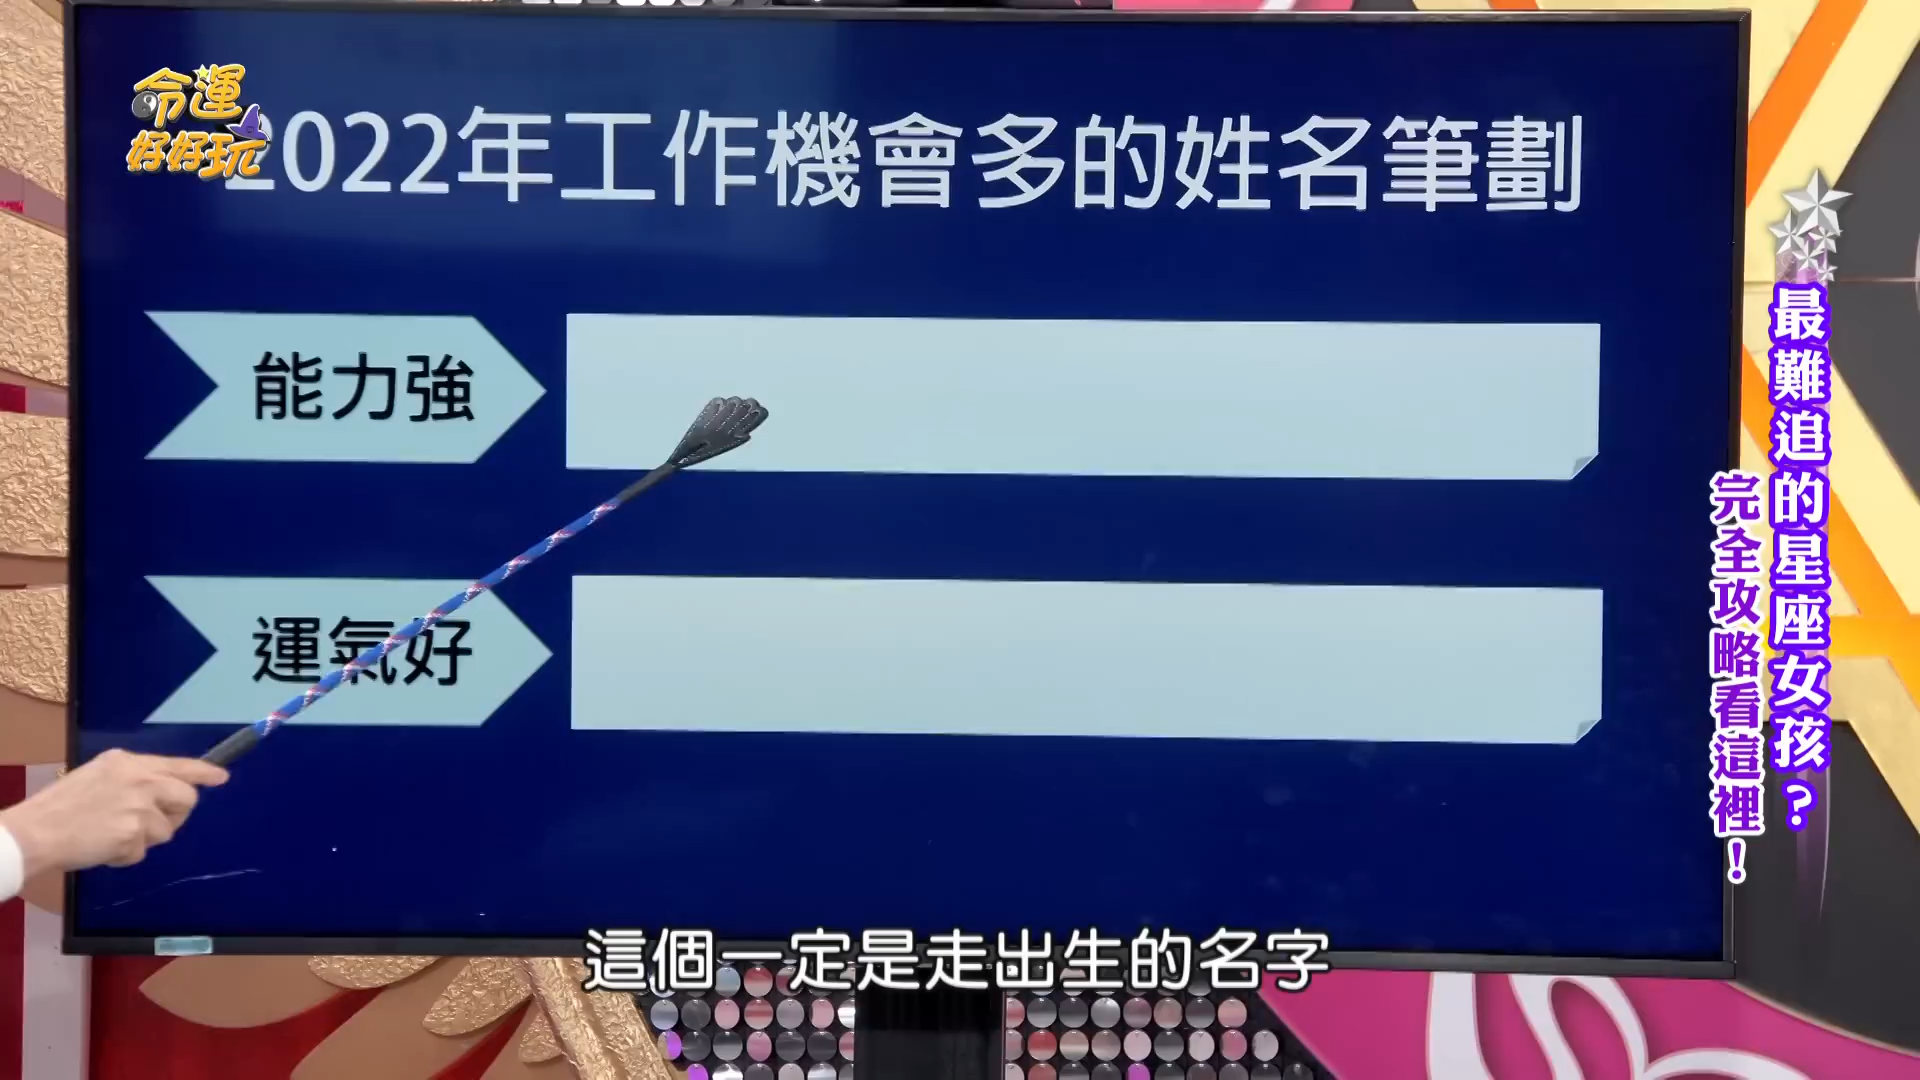 命運
好好玩
2022年工作機會多的姓名筆劃
能力強
運氣好
最難追的星座女孩？
完全攻略看這裡！
這個一定是走出生的名字